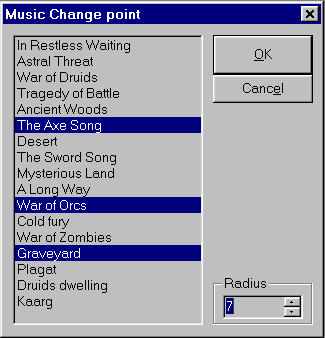 Music Change point
In Restless Waiting
Astral Threat
War of Druids
Tragedy of Battle
Ancient Woods
The Axe Song
Desert
The Sword Song
Mysterious Land
A Long Way
War of Orcs
Cold fury
War of Zombies
Graveyard
Plagat
Druids dwelling
Kaarg
OK
Cancel
Radius
7